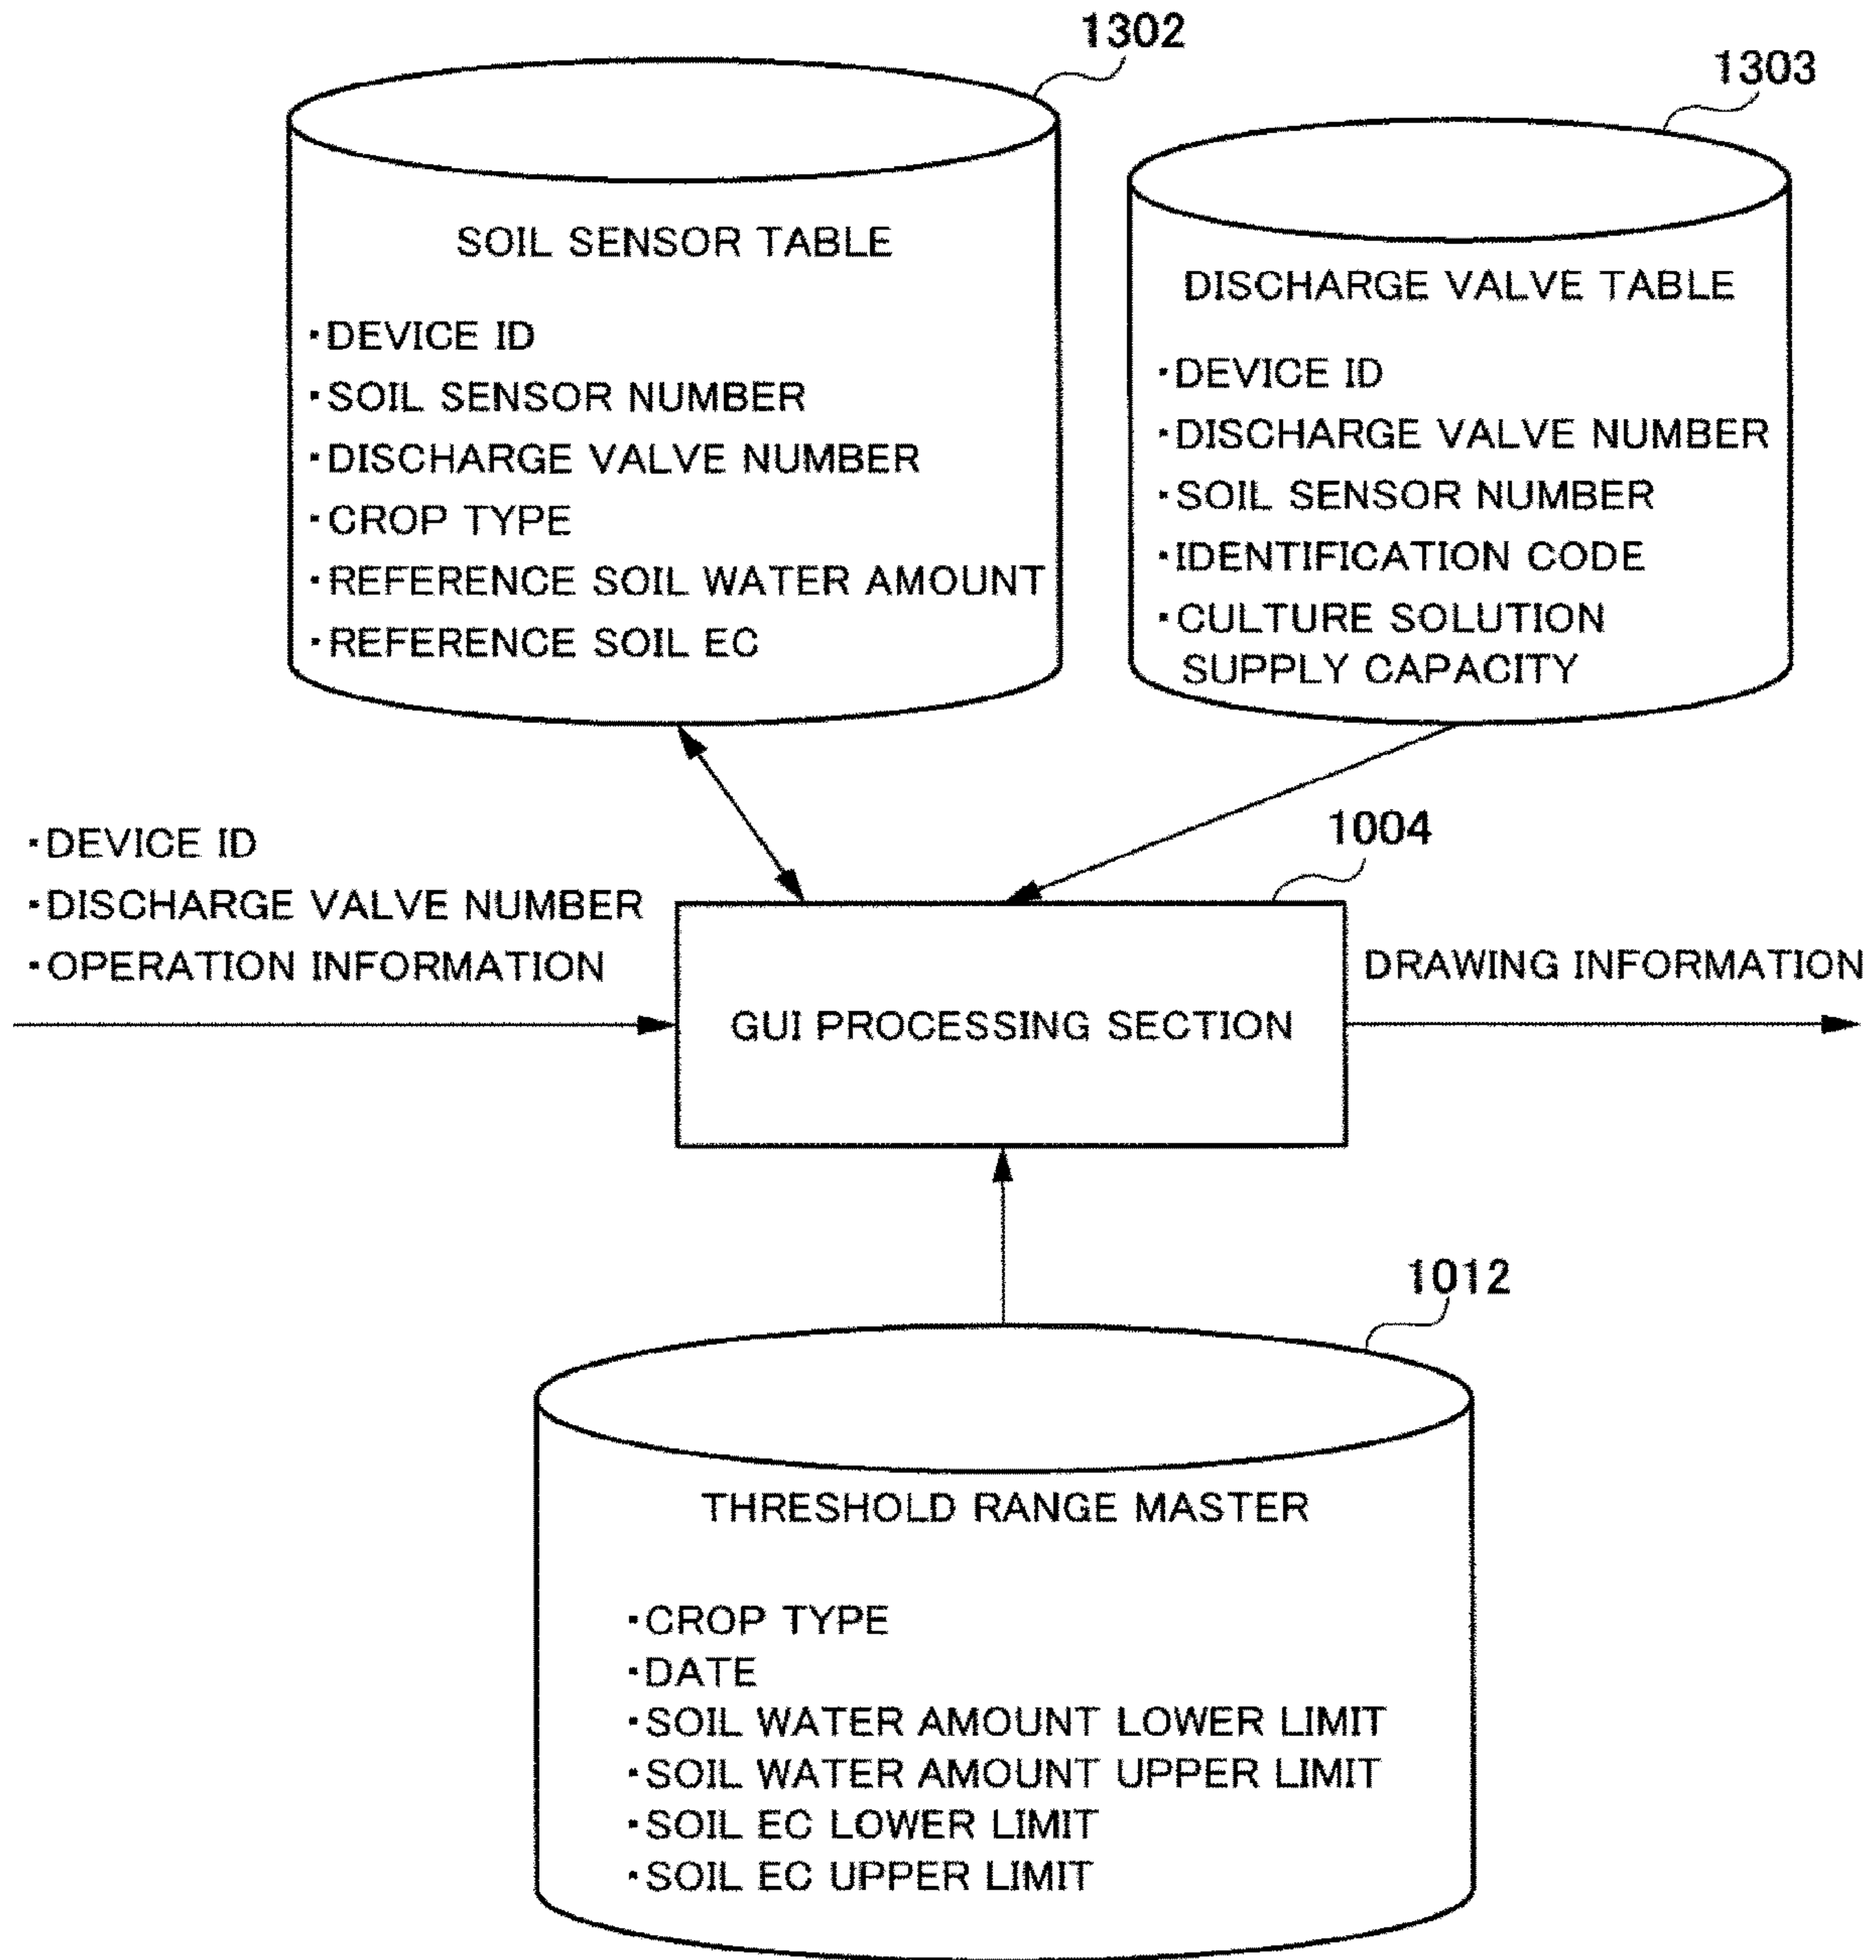 1302
1303
SOIL SENSOR TABLE
·DEVICE ID
·SOIL SENSOR NUMBER
·DISCHARGE VALVE NUMBER
·CROP TYPE
·REFERENCE SOIL WATER AMOUNT
·REFERENCE SOIL EC
DISCHARGE VALVE TABLE
·DEVICE ID
·DISCHARGE VALVE NUMBER
·SOIL SENSOR NUMBER
·IDENTIFICATION CODE
·CULTURE SOLUTION
SUPPLY CAPACITY
·DEVICE ID
·DISCHARGE VALVE NUMBER
·OPERATION INFORMATION
1004
GUI PROCESSING SECTION
DRAWING INFORMATION
1012
THRESHOLD RANGE MASTER
·CROP TYPE
·DATE
·SOIL WATER AMOUNT LOWER LIMIT
·SOIL WATER AMOUNT UPPER LIMIT
·SOIL EC LOWER LIMIT
·SOIL EC UPPER LIMIT